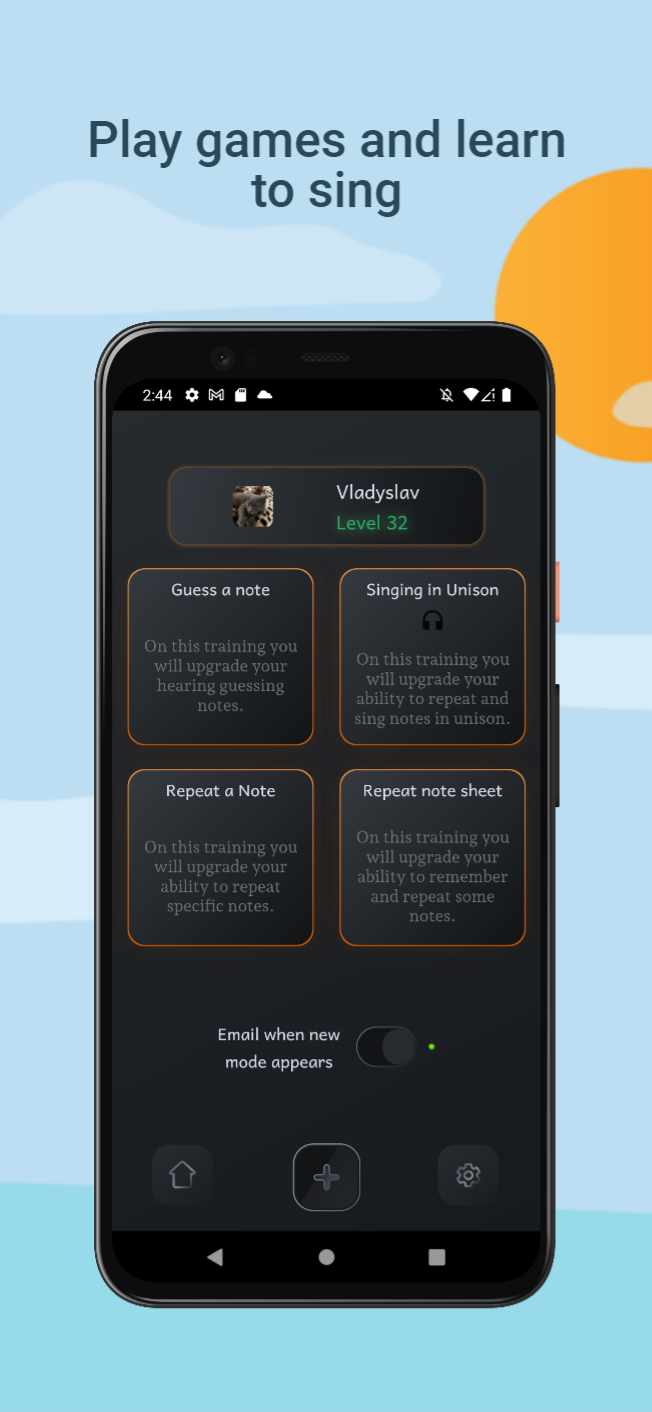 Play games and learn
to sing
2:44
Vladyslav
Level 32
Guess a note
On this training you
will upgrade your
hearing guessing
notes.
Singing in Unison
On this training you
will upgrade your
ability to repeat and
sing notes in unison.
Repeat a Note
On this training you
will upgrade your
ability to repeat
specific notes.
Repeat note sheet
On this training you
will upgrade your
ability to remember
and repeat some
notes.
Email when new
mode appears